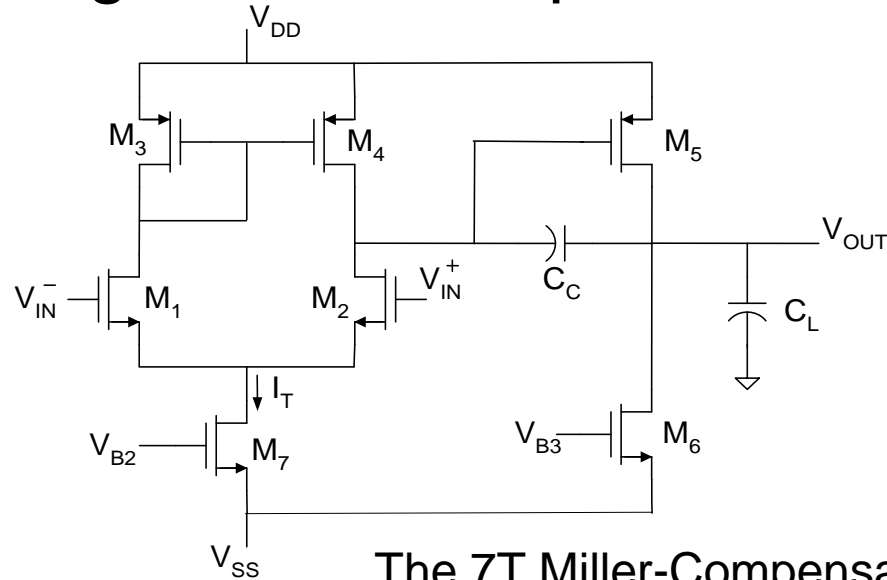 V_DD
M_3
M_4
M_5
V_OUT
V_IN^−
M_1
M_2
V_IN^+
C_C
C_L
I_T
V_B2
M_7
V_B3
M_6
V_SS
The 7T Miller-Compensa